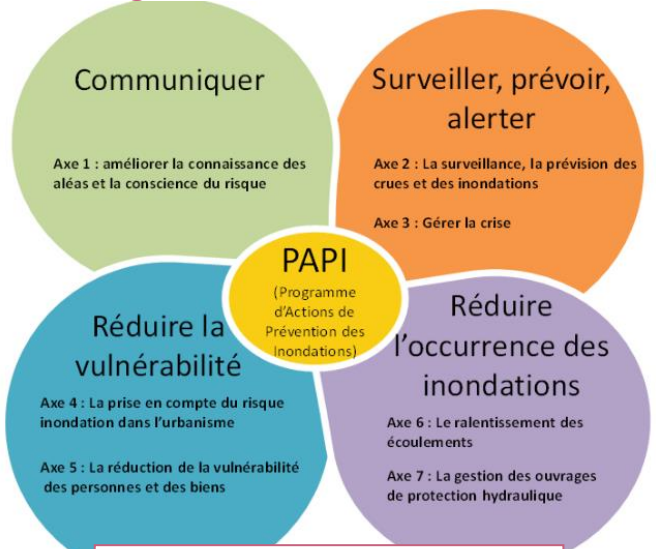 Communiquer
Axe 1 : améliorer la connaissance des
aléas et la conscience du risque
Surveiller, prévoir,
alerter
Axe 2 : La surveillance, la prévision des
crues et des inondations
Axe 3 : Gérer la crise
PAPI
(Programme
d'Actions de
Prévention des
Inondations)
Réduire la
vulnérabilité
Axe 4 : La prise en compte du risque
inondation dans l'urbanisme
Axe 5 : La réduction de la vulnérabilité
des personnes et des biens
Réduire
l'occurrence des
inondations
Axe 6 : Le ralentissement des
écoulements
Axe 7 : La gestion des ouvrages
de protection hydraulique